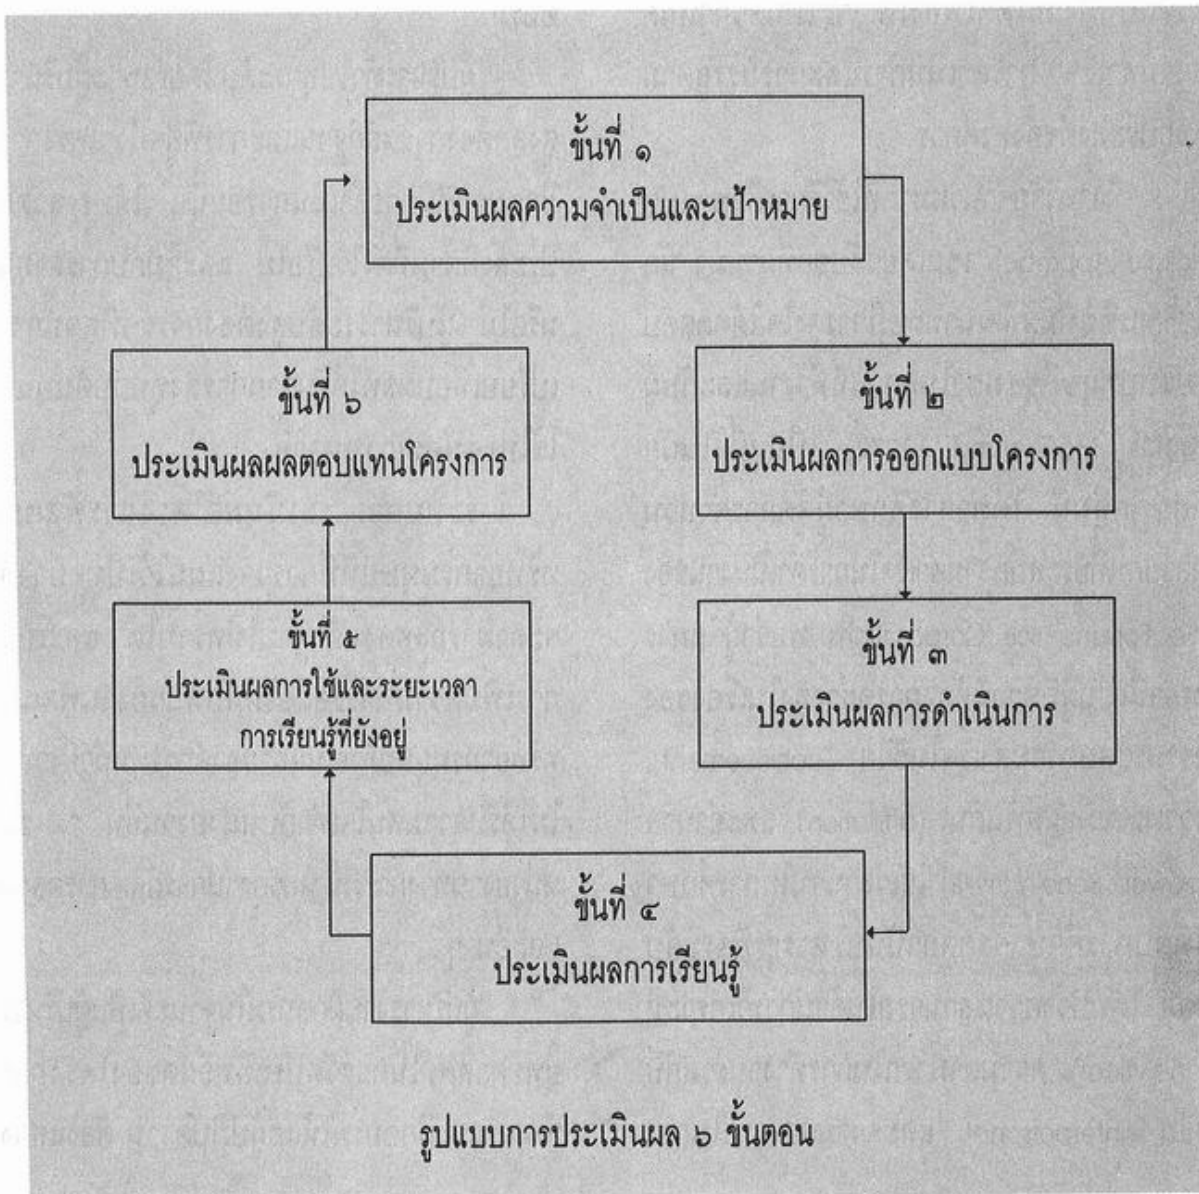 ขั้นที่ ๑
ประเมินผลความจำเป็นและเป้าหมาย
ขั้นที่ ๒
ประเมินผลการออกแบบโครงการ
ขั้นที่ ๓
ประเมินผลการดำเนินการ
ขั้นที่ ๔
ประเมินผลการเรียนรู้
ขั้นที่ ๕
ประเมินผลการใช้และระยะเวลา
การเรียนรู้ที่ยังอยู่
ขั้นที่ ๖
ประเมินผลผลตอบแทนโครงการ
รูปแบบการประเมินผล ๖ ขั้นตอน